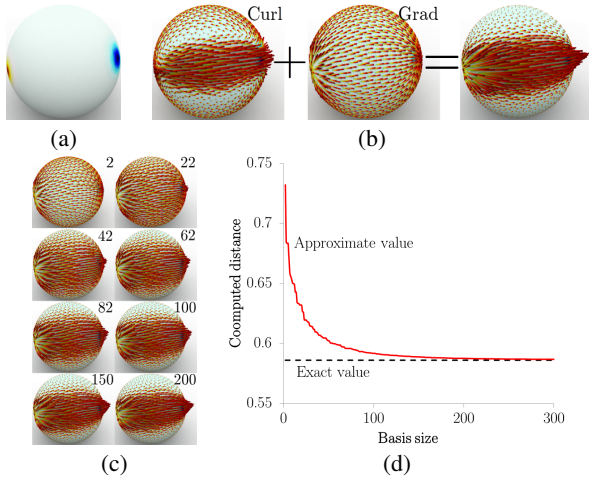 Curl
Grad
(a)
(b)
2
22
42
62
82
100
150
200
(c)
0.75
0.7
0.65
0.6
0.55
Coomputed distance
Approximate value
Exact value
0
100
200
300
Basis size
(d)